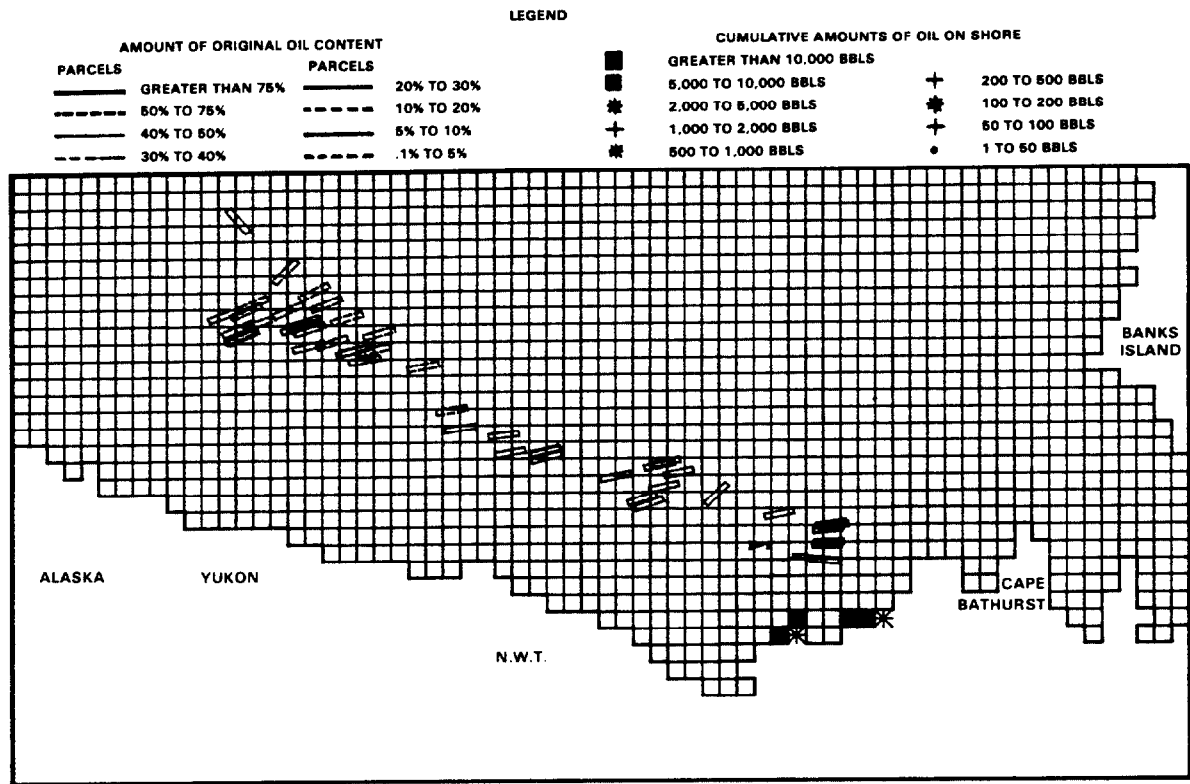 LEGEND
AMOUNT OF ORIGINAL OIL CONTENT
PARCELS
GREATER THAN 75%
50% TO 75%
40% TO 50%
30% TO 40%
PARCELS
20% TO 30%
10% TO 20%
5% TO 10%
.1% TO 5%
CUMULATIVE AMOUNTS OF OIL ON SHORE
GREATER THAN 10,000 BBLS
5,000 TO 10,000 BBLS
2,000 TO 5,000 BBLS
1,000 TO 2,000 BBLS
500 TO 1,000 BBLS
200 TO 500 BBLS
100 TO 200 BBLS
50 TO 100 BBLS
1 TO 50 BBLS
BANKS
ISLAND
ALASKA
YUKON
CAPE
BATHURST
N.W.T.